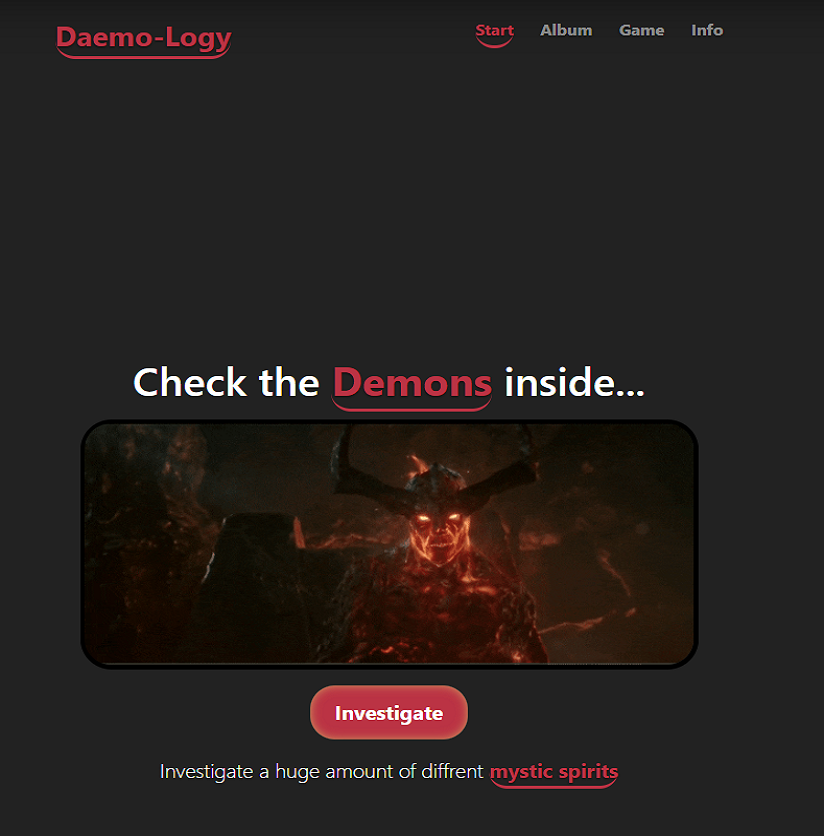 Daemo-Logy
Start Album Game Info
Check the Demons inside...
Investigate
Investigate a huge amount of diffrent mystic spirits